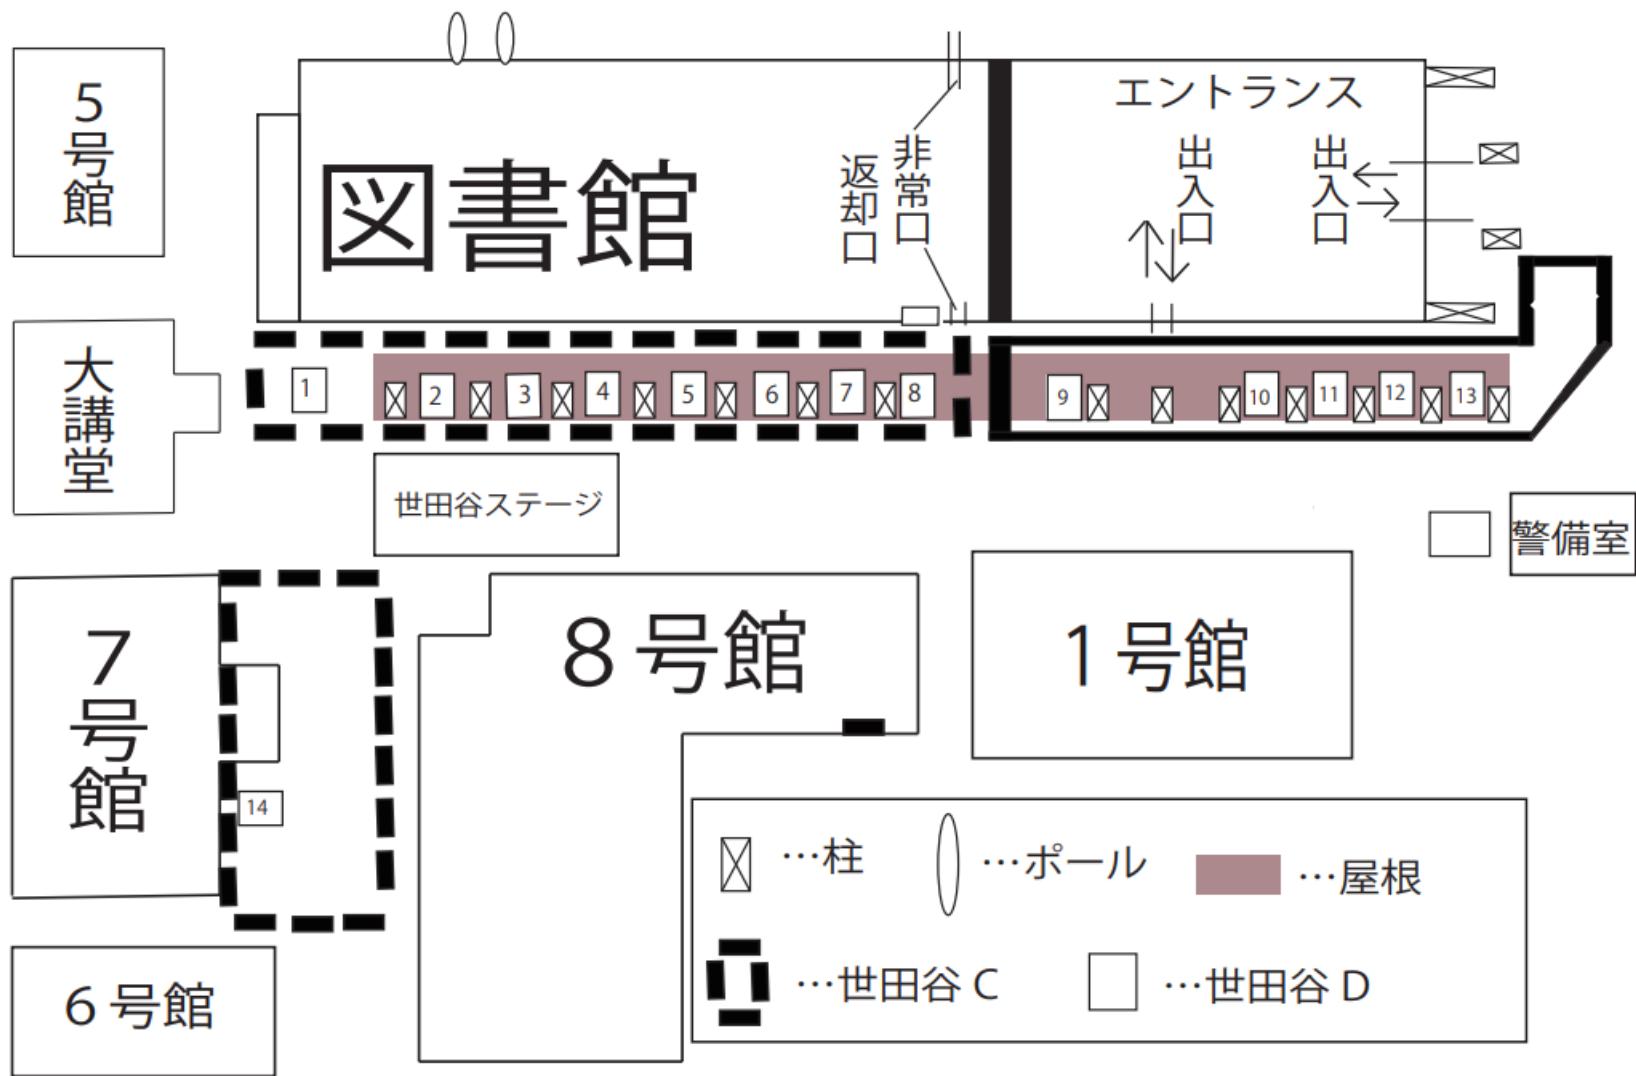 5号館
図書館
返却口
非常口
エントランス
出入口
出入口
大講堂
1
2
3
4
5
6
7
8
9
10
11
12
13
世田谷ステージ
警備室
7号館
8号館
1号館
14
6号館
…柱
…ポール
…屋根
…世田谷 C
…世田谷 D